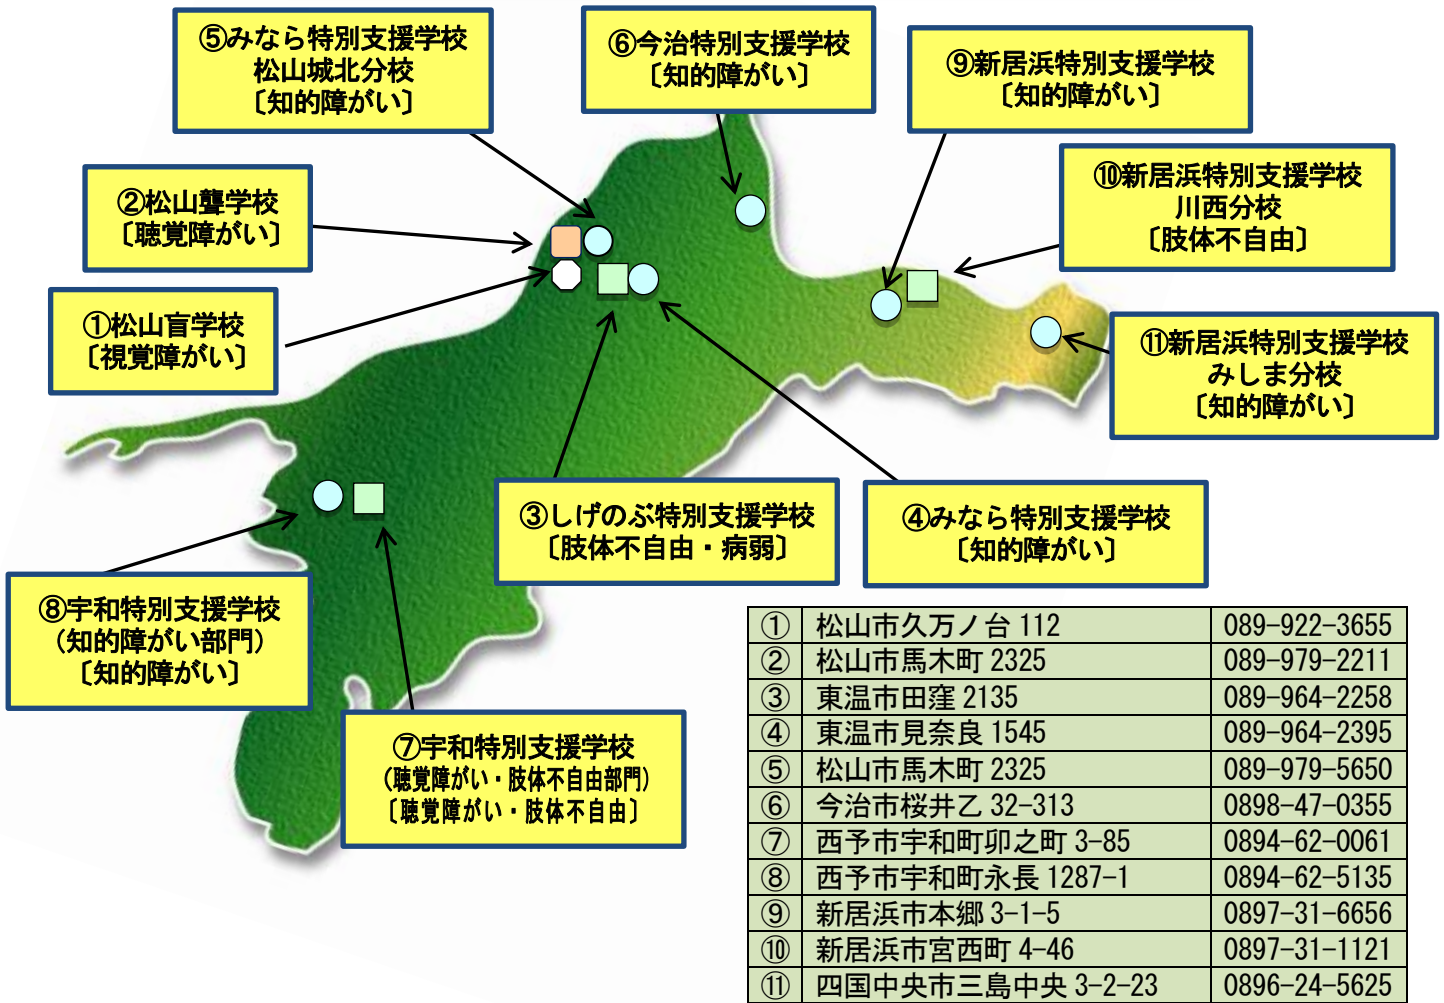 ⑤みなら特別支援学校
松山城北分校
〔知的障がい〕
⑥今治特別支援学校
〔知的障がい〕
⑨新居浜特別支援学校
〔知的障がい〕
②松山聾学校
〔聴覚障がい〕
⑩新居浜特別支援学校
川西分校
〔肢体不自由〕
①松山盲学校
〔視覚障がい〕
⑪新居浜特別支援学校
みしま分校
〔知的障がい〕
③しげのぶ特別支援学校
〔肢体不自由・病弱〕
④みなら特別支援学校
〔知的障がい〕
⑧宇和特別支援学校
(知的障がい部門)
〔知的障がい〕
⑦宇和特別支援学校
(聴覚障がい・肢体不自由部門)
〔聴覚障がい・肢体不自由〕
① 松山市久万ノ台 112 089-922-3655
② 松山市馬木町 2325 089-979-2211
③ 東温市田窪 2135 089-964-2258
④ 東温市見奈良 1545 089-964-2395
⑤ 松山市馬木町 2325 089-979-5650
⑥ 今治市桜井乙 32-313 0898-47-0355
⑦ 西予市宇和町卯之町 3-85 0894-62-0061
⑧ 西予市宇和町永長 1287-1 0894-62-5135
⑨ 新居浜市本郷 3-1-5 0897-31-6656
⑩ 新居浜市宮西町 4-46 0897-31-1121
⑪ 四国中央市三島中央 3-2-23 0896-24-5625